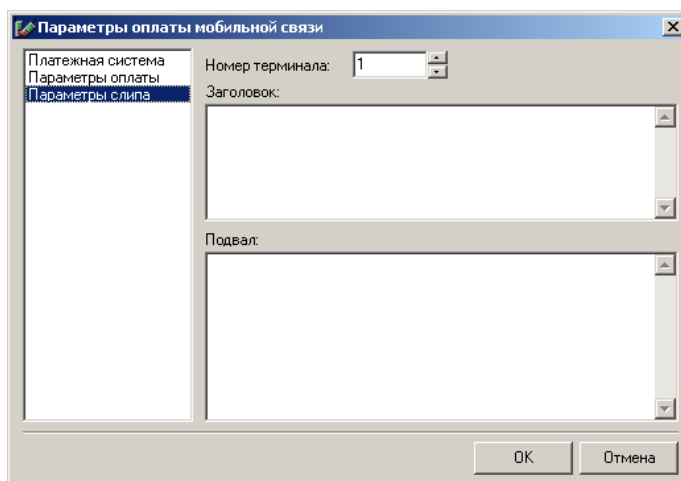 Параметры оплаты мобильной связи
Платежная система
Параметры оплаты
Параметры слипа
Номер терминала: 1
Заголовок:
Подвал:
OK Отмена